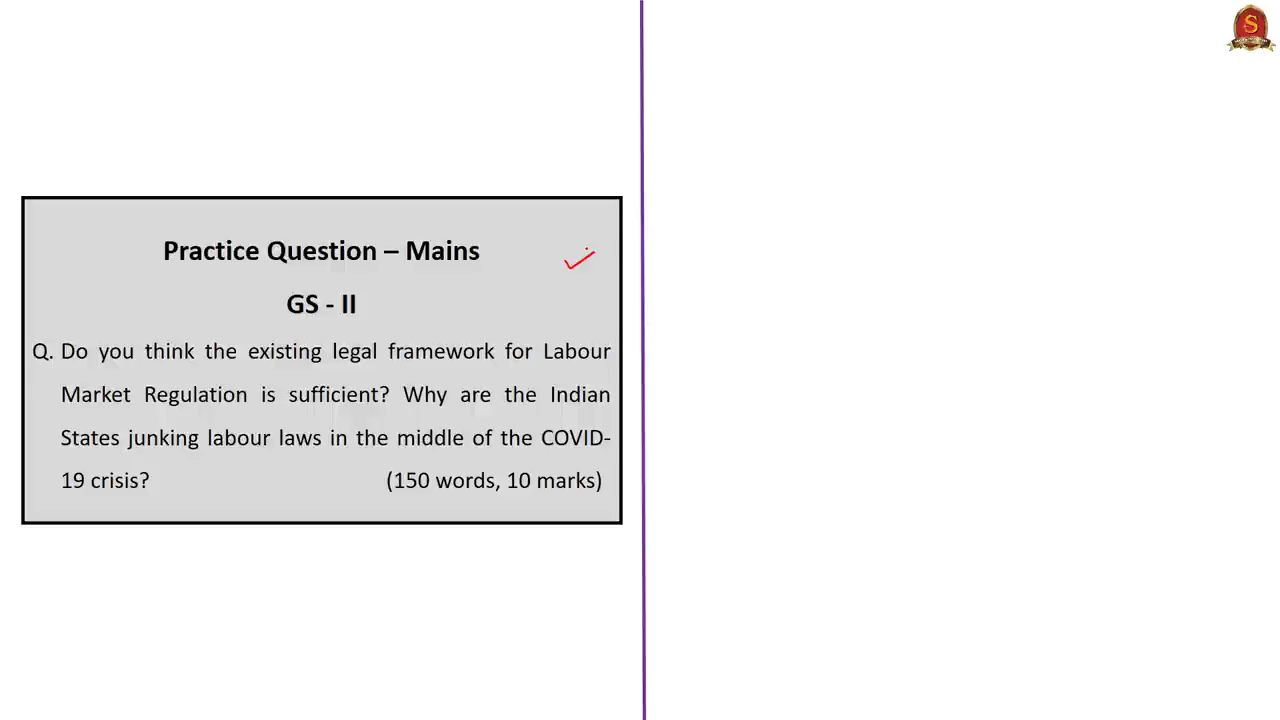 Practice Question – Mains
GS - II
Q. Do you think the existing legal framework for Labour
Market Regulation is sufficient? Why are the Indian
States junking labour laws in the middle of the COVID-
19 crisis? (150 words, 10 marks)
S